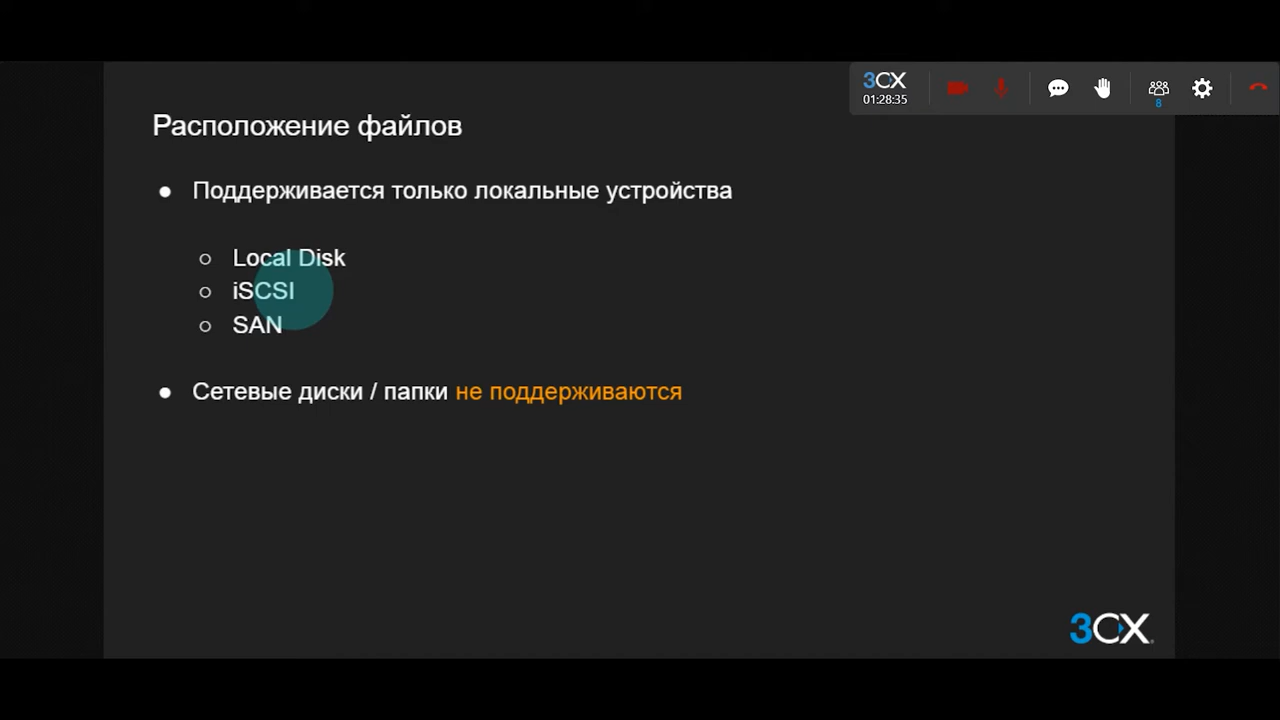 3CX
01:28:35
8
Расположение файлов
● Поддерживается только локальные устройства
○ Local Disk
○ iSCSI
○ SAN
● Сетевые диски / папки не поддерживаются
3CX